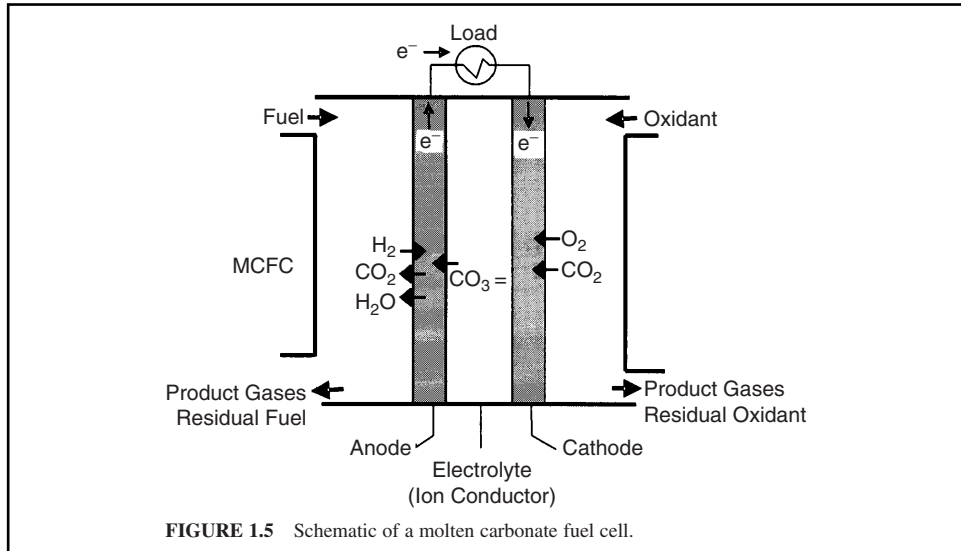 Load
e⁻
Fuel
Oxidant
e⁻
e⁻
H₂
O₂
MCFC
CO₂
CO₃ =
CO₂
H₂O
Product Gases
Residual Fuel
Product Gases
Residual Oxidant
Anode
Cathode
Electrolyte
(Ion Conductor)
FIGURE 1.5 Schematic of a molten carbonate fuel cell.